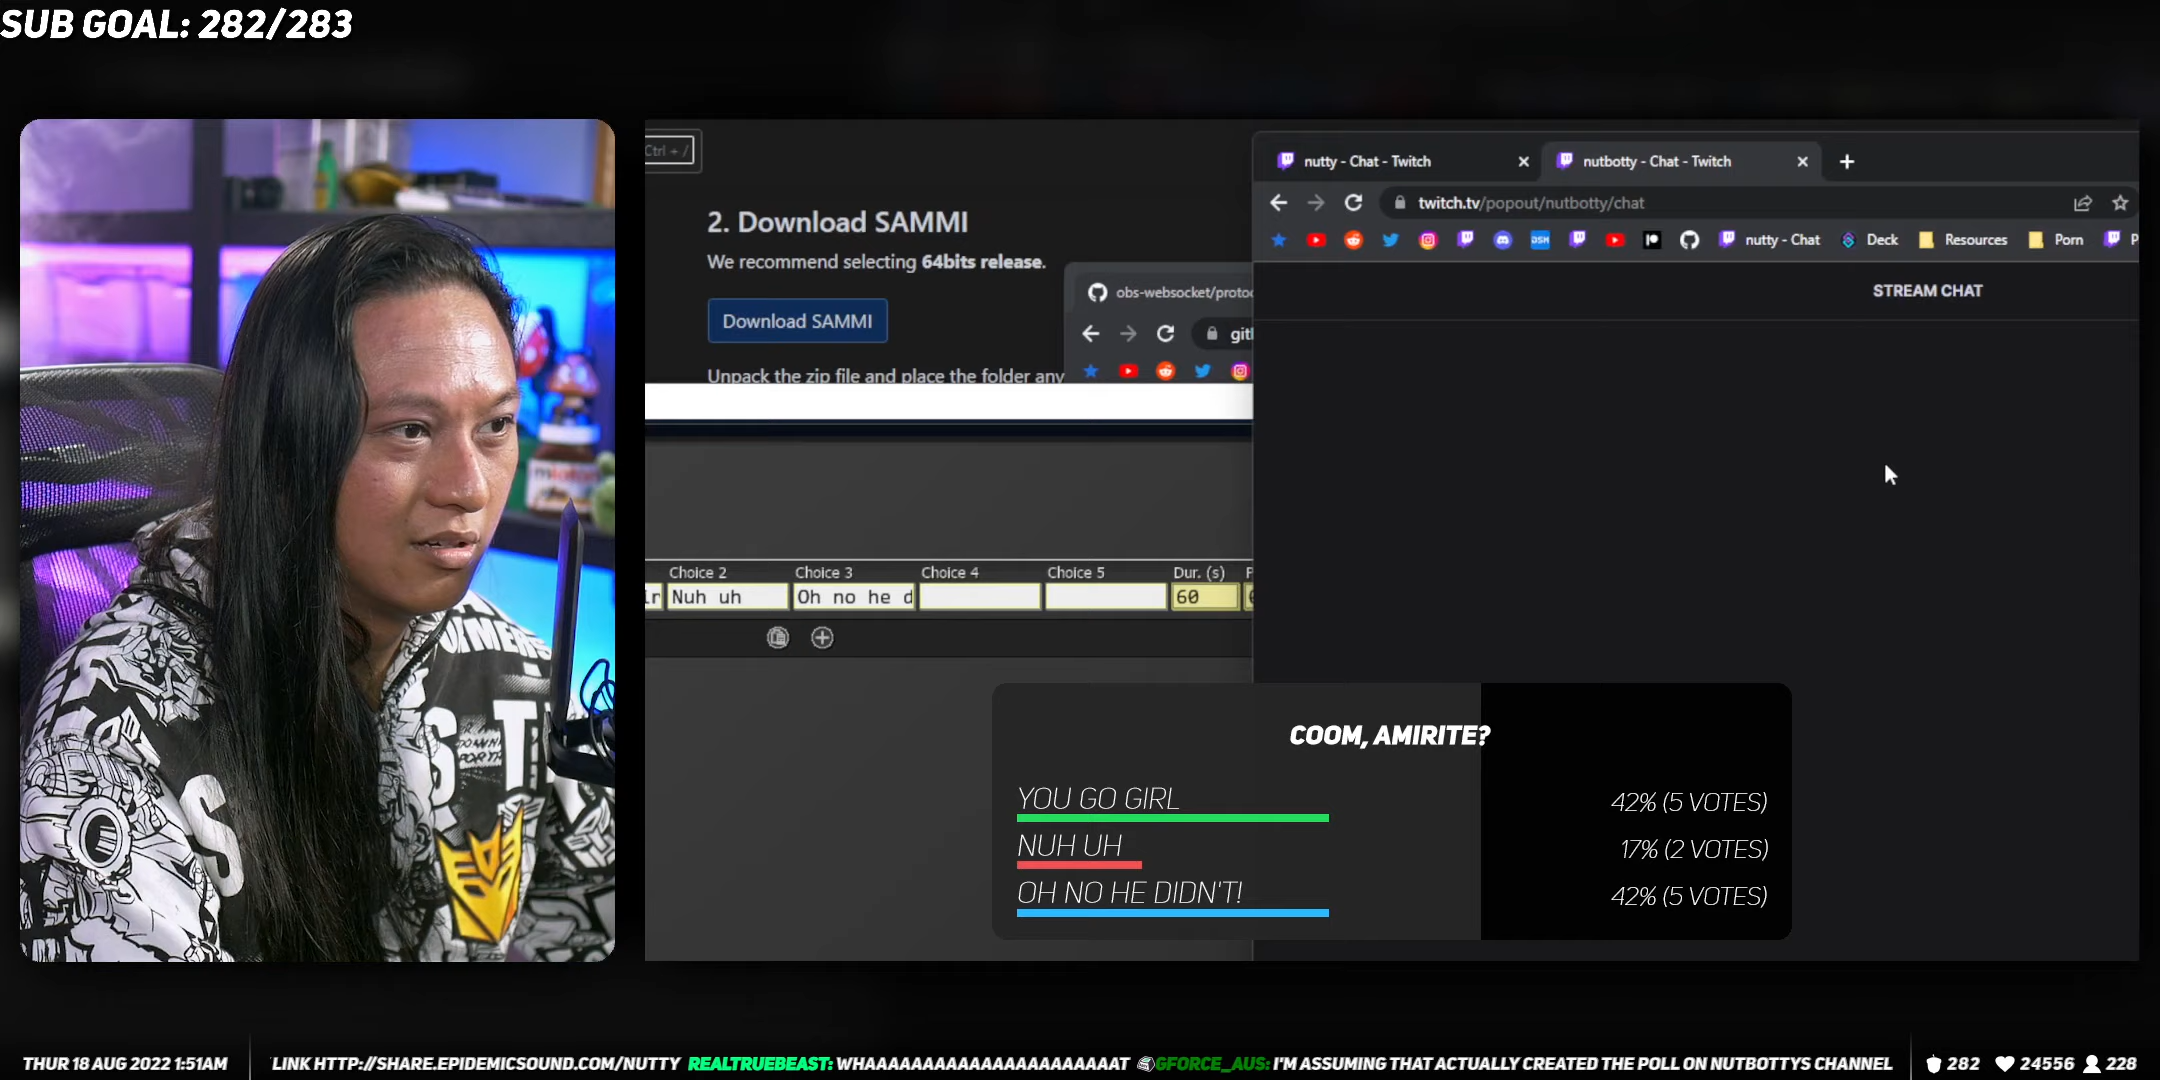 SUB GOAL: 282/283
Ctrl + /
2. Download SAMMI
We recommend selecting 64bits release.
Download SAMMI
Unpack the zip file and place the folder any
obs-websocket/protoc
gitl
nutty - Chat - Twitch
nutbotty - Chat - Twitch
twitch.tv/popout/nutbotty/chat
DSM
nutty - Chat
Deck
Resources
Porn
P
STREAM CHAT
Choice 2
Choice 3
Choice 4
Choice 5
Dur. (s)
Nuh uh
Oh no he d
60
COOM, AMIRITE?
YOU GO GIRL
42% (5 VOTES)
NUH UH
17% (2 VOTES)
OH NO HE DIDN'T!
42% (5 VOTES)
THUR 18 AUG 2022 1:51AM
LINK HTTP://SHARE.EPIDEMICSOUND.COM/NUTTY REALTRUEBEAST: WHAAAAAAAAAAAAAAAAAAAAAAT GFORCE_AUS: I'M ASSUMING THAT ACTUALLY CREATED THE POLL ON NUTBOTTYS CHANNEL
282
24556
228